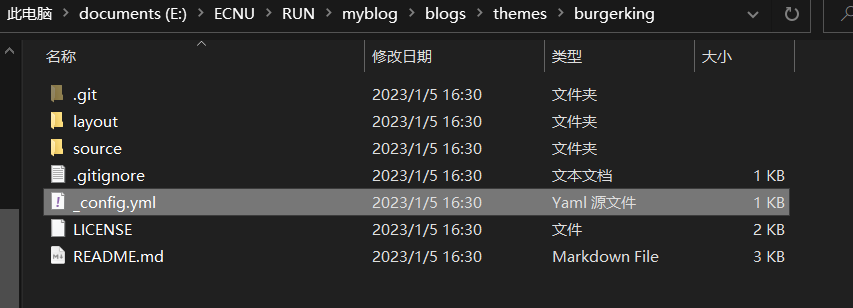 此电脑 > documents (E:) > ECNU > RUN > myblog > blogs > themes > burgerking
名称 修改日期 类型 大小
.git 2023/1/5 16:30 文件夹
layout 2023/1/5 16:30 文件夹
source 2023/1/5 16:30 文件夹
.gitignore 2023/1/5 16:30 文本文档 1 KB
_config.yml 2023/1/5 16:30 Yaml 源文件 1 KB
LICENSE 2023/1/5 16:30 文件 2 KB
README.md 2023/1/5 16:30 Markdown File 3 KB